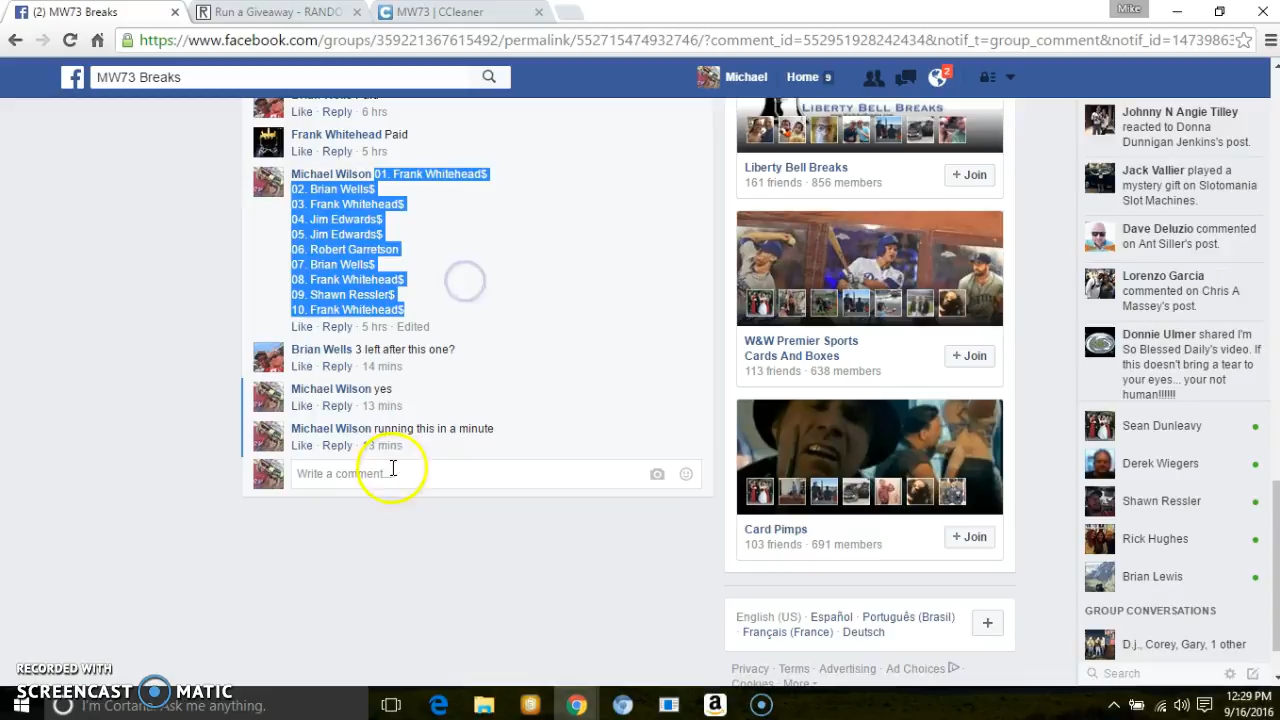 (2) MW73 Breaks
Run a Giveaway - RANDO
MW73 | CCleaner
Mike
https://www.facebook.com/groups/359221367615492/permalink/552715474932746/?comment_id=552951928242434&notif_t=group_comment&notif_id=14739863
MW73 Breaks
Michael
Home 9
2
Like · Reply · 6 hrs
Frank Whitehead Paid
Like · Reply · 5 hrs
Michael Wilson 01. Frank Whitehead$
02. Brian Wells$
03. Frank Whitehead$
04. Jim Edwards$
05. Jim Edwards$
06. Robert Garretson
07. Brian Wells$
08. Frank Whitehead$
09. Shawn Ressler$
10. Frank Whitehead$
Like · Reply · 5 hrs · Edited
Brian Wells 3 left after this one?
Like · Reply · 14 mins
Michael Wilson yes
Like · Reply · 13 mins
Michael Wilson running this in a minute
Like · Reply · 13 mins
Write a comment...
LIBERTY BELL BREAKS
Liberty Bell Breaks
161 friends · 856 members
+ Join
W&W Premier Sports
Cards And Boxes
113 friends · 638 members
+ Join
Card Pimps
103 friends · 691 members
+ Join
English (US) · Español · Português (Brasil)
· Français (France) · Deutsch
+
Privacy · Terms · Advertising · Ad Choices ·
Cookies · More
Johnny N Angie Tilley
reacted to Donna
Dunnigan Jenkins's post.
Jack Vallier played a
mystery gift on Slotomania
Slot Machines.
Dave Deluzio commented
on Ant Siller's post.
Lorenzo Garcia
commented on Chris A
Massey's post.
Donnie Ulmer shared I'm
So Blessed Daily's video. If
this doesn't bring a tear to
your eyes... your not
human!!!!!!
Sean Dunleavy
Derek Wiegers
Shawn Ressler
Rick Hughes
Brian Lewis
GROUP CONVERSATIONS
D.j., Corey, Gary, 1 other
Search
RECORDED WITH
SCREENCAST MATIC
I'm Cortana. Ask me anything.
12:29 PM
9/16/2016